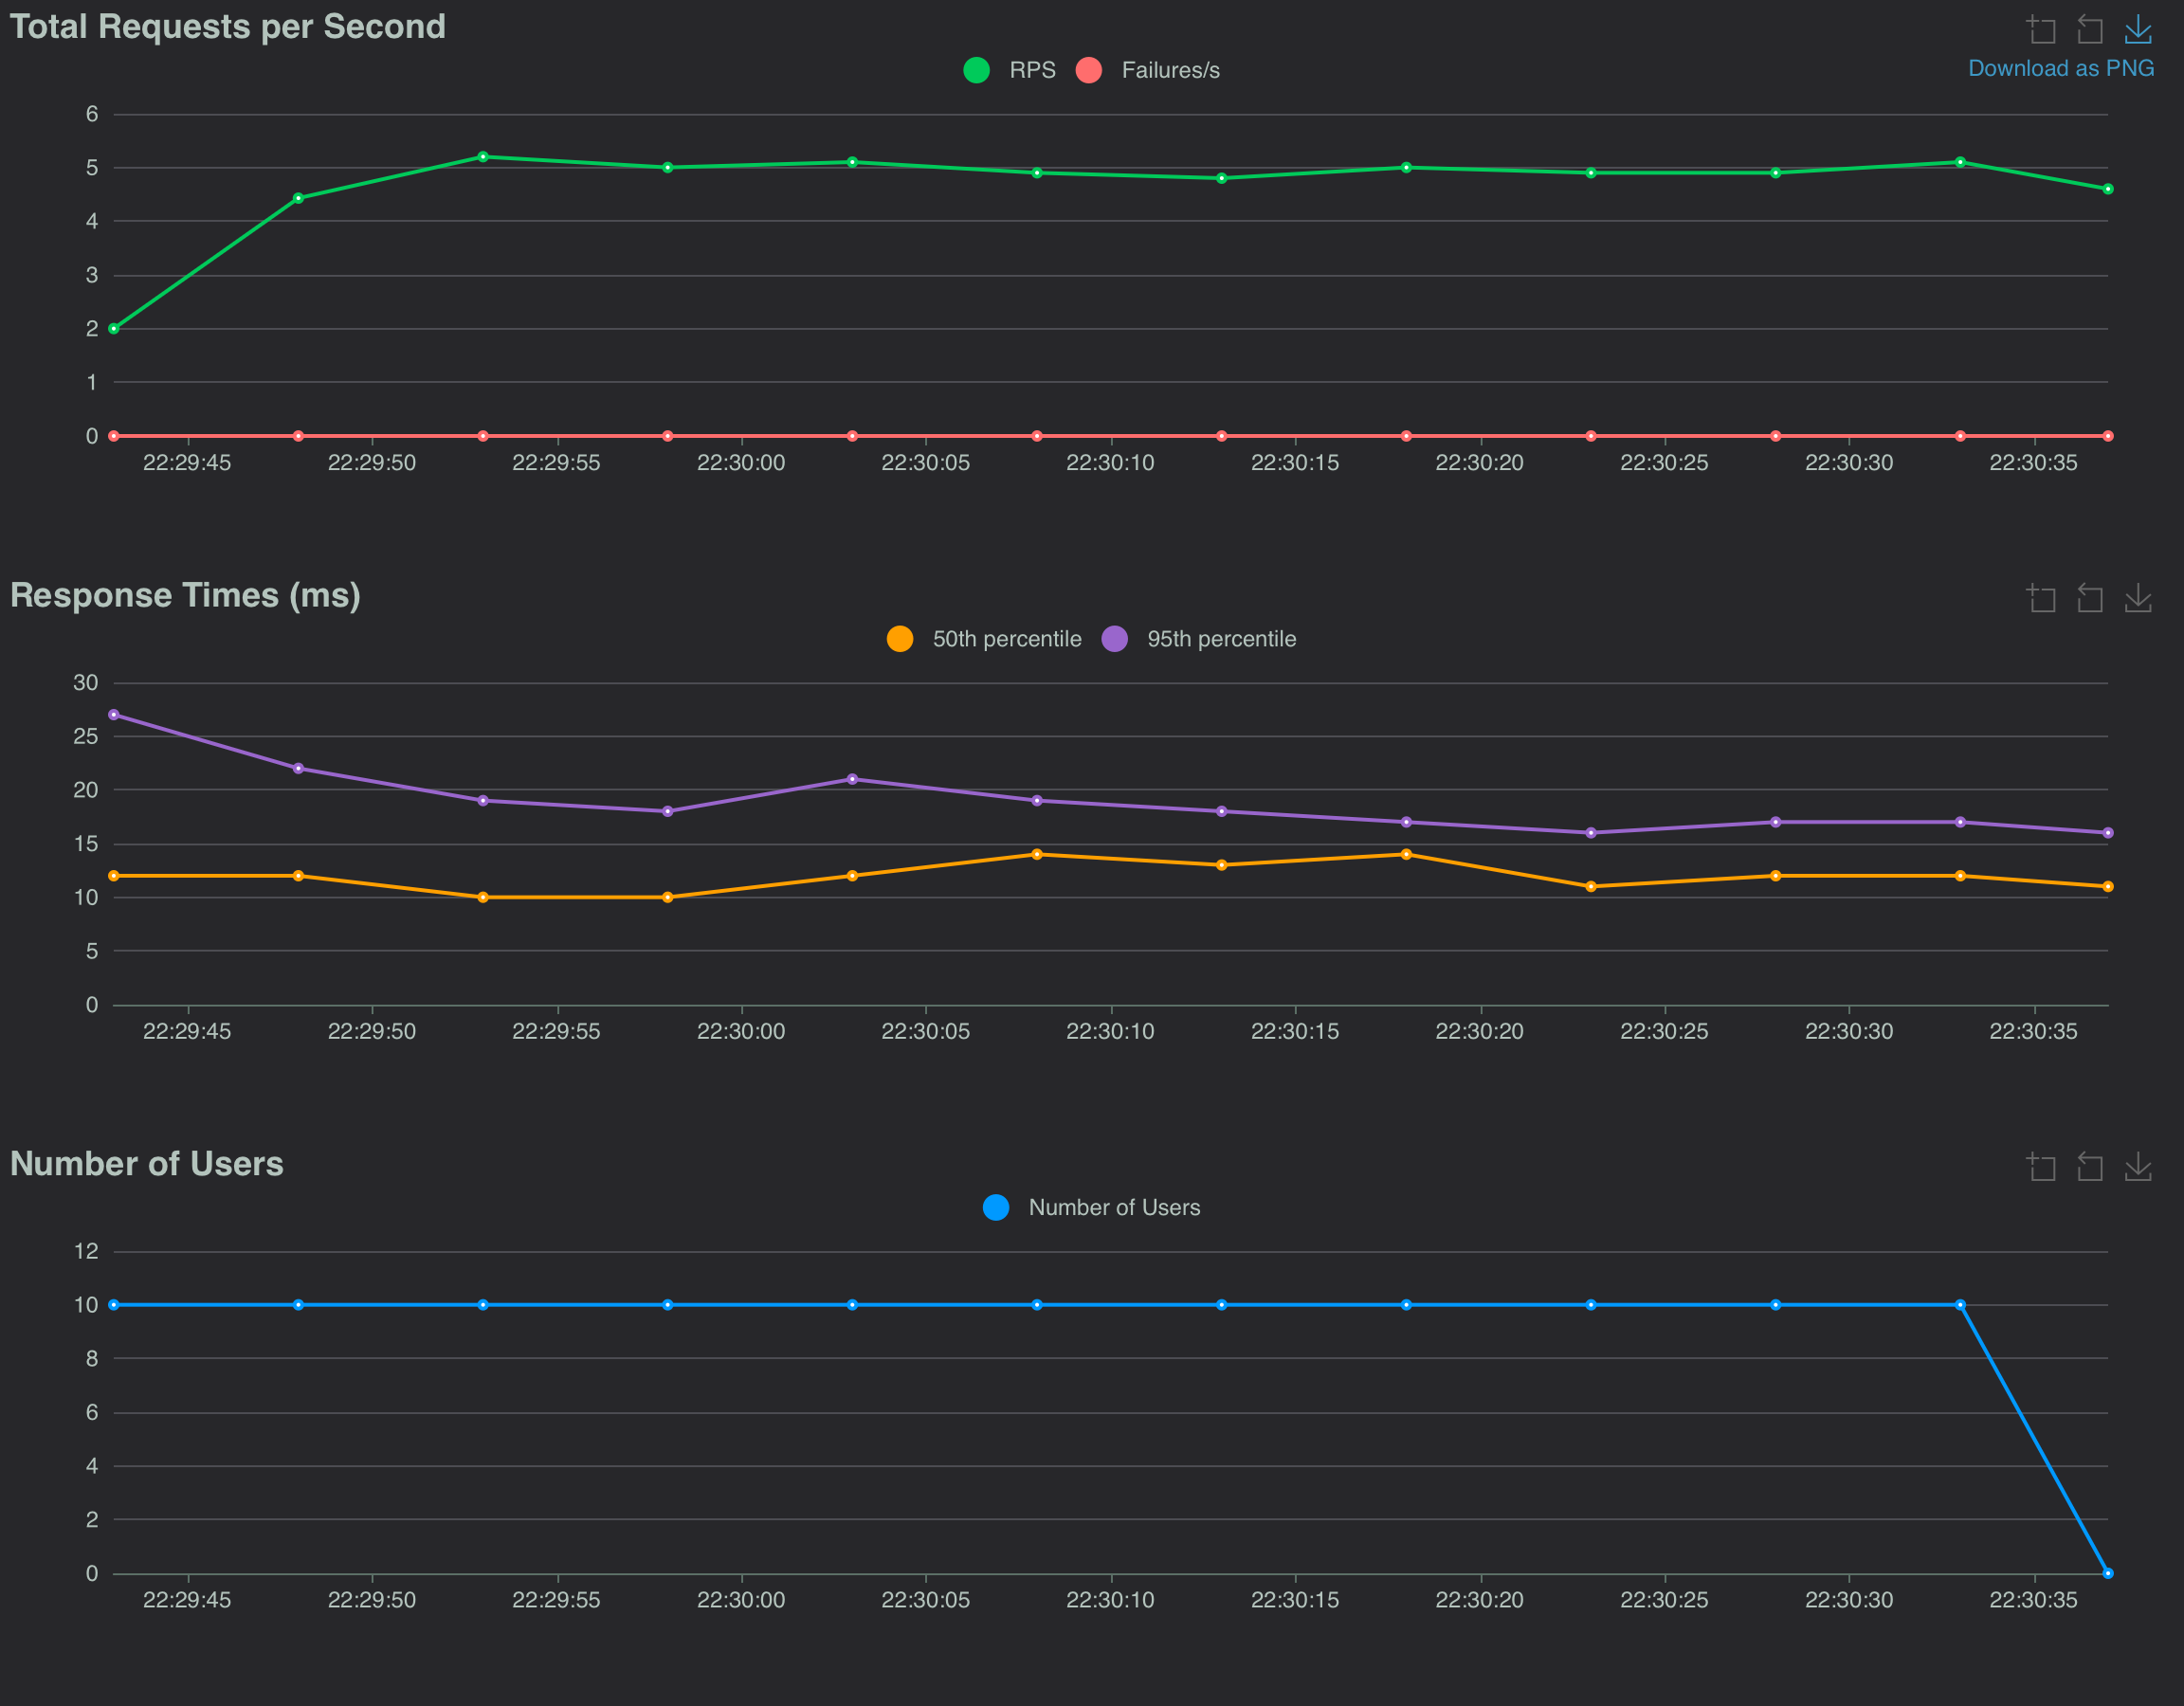 Total Requests per Second
RPS Failures/s
Download as PNG
6
5
4
3
2
1
0
22:29:45 22:29:50 22:29:55 22:30:00 22:30:05 22:30:10 22:30:15 22:30:20 22:30:25 22:30:30 22:30:35
Response Times (ms)
50th percentile 95th percentile
30
25
20
15
10
5
0
22:29:45 22:29:50 22:29:55 22:30:00 22:30:05 22:30:10 22:30:15 22:30:20 22:30:25 22:30:30 22:30:35
Number of Users
Number of Users
12
10
8
6
4
2
0
22:29:45 22:29:50 22:29:55 22:30:00 22:30:05 22:30:10 22:30:15 22:30:20 22:30:25 22:30:30 22:30:35